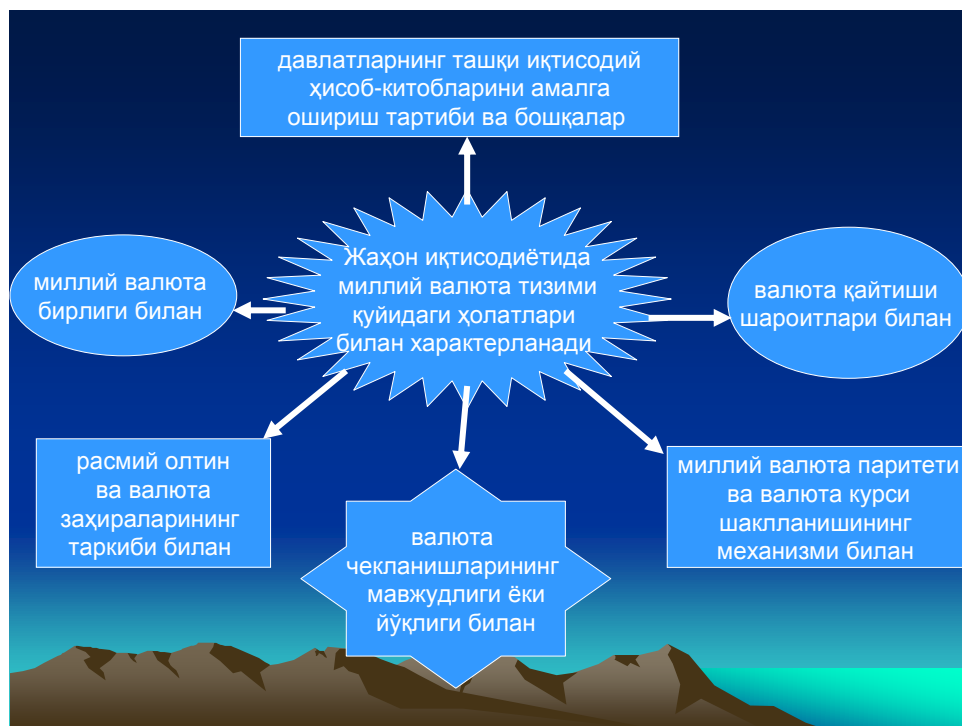 давлатларнинг ташқи иқтисодий
ҳисоб-китобларини амалга
ошириш тартиби ва бошқалар
Жаҳон иқтисодиётида
миллий валюта тизими
қуйидаги ҳолатлари
билан характерланади
миллий валюта
бирлиги билан
валюта қайтиши
шароитлари билан
расмий олтин
ва валюта
заҳираларининг
таркиби билан
валюта
чекланишларининг
мавжудлиги ёки
йўқлиги билан
миллий валюта паритети
ва валюта курси
шаклланишининг
механизми билан